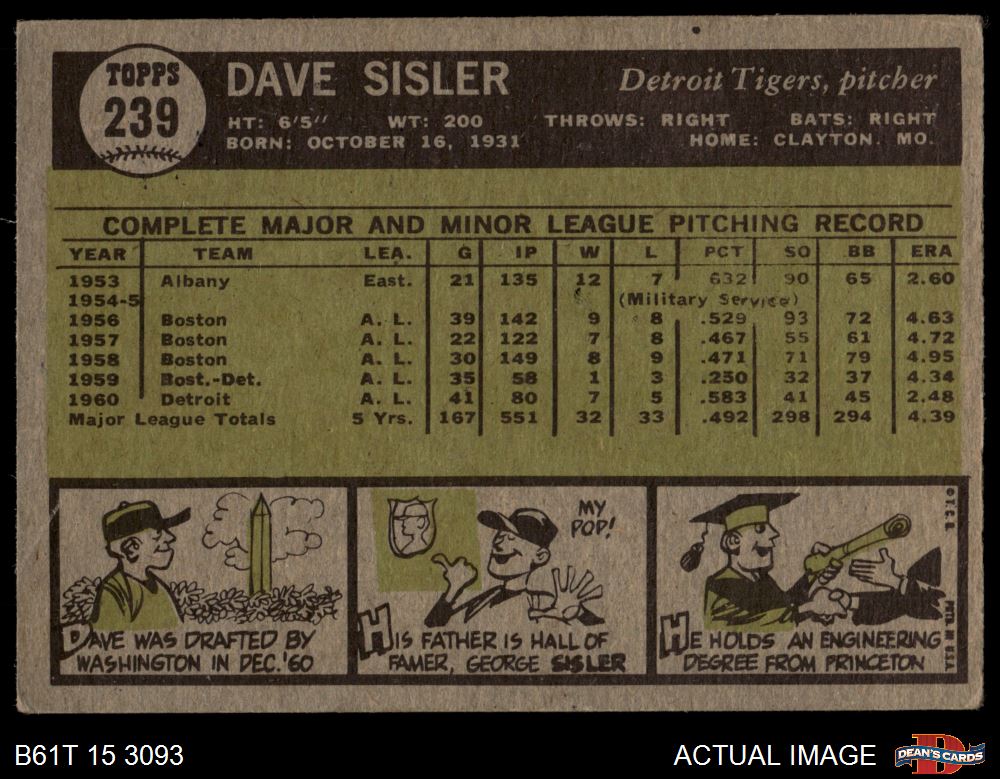 TOPPS
239
DAVE SISLER
Detroit Tigers, pitcher
HT: 6'5" WT: 200 THROWS: RIGHT BATS: RIGHT
BORN: OCTOBER 16, 1931 HOME: CLAYTON, MO.
COMPLETE MAJOR AND MINOR LEAGUE PITCHING RECORD
YEAR TEAM LEA. G IP W L PCT SO BB ERA
1953 Albany East. 21 135 12 7 632 90 65 2.60
1954-5 (Military Service)
1956 Boston A. L. 39 142 9 8 .529 93 72 4.63
1957 Boston A. L. 22 122 7 8 .467 55 61 4.72
1958 Boston A. L. 30 149 8 9 .471 71 79 4.95
1959 Bost.-Det. A. L. 35 58 1 3 .250 32 37 4.34
1960 Detroit A. L. 41 80 7 5 .583 41 45 2.48
Major League Totals 5 Yrs. 167 551 32 33 .492 298 294 4.39
DAVE WAS DRAFTED BY
WASHINGTON IN DEC. '60
MY
POP!
HIS FATHER IS HALL OF
FAMER, GEORGE SISLER
HE HOLDS AN ENGINEERING
DEGREE FROM PRINCETON
© T. C. G.
PRTD. IN U.S.A.
B61T 15 3093
ACTUAL IMAGE
DEAN'S CARDS